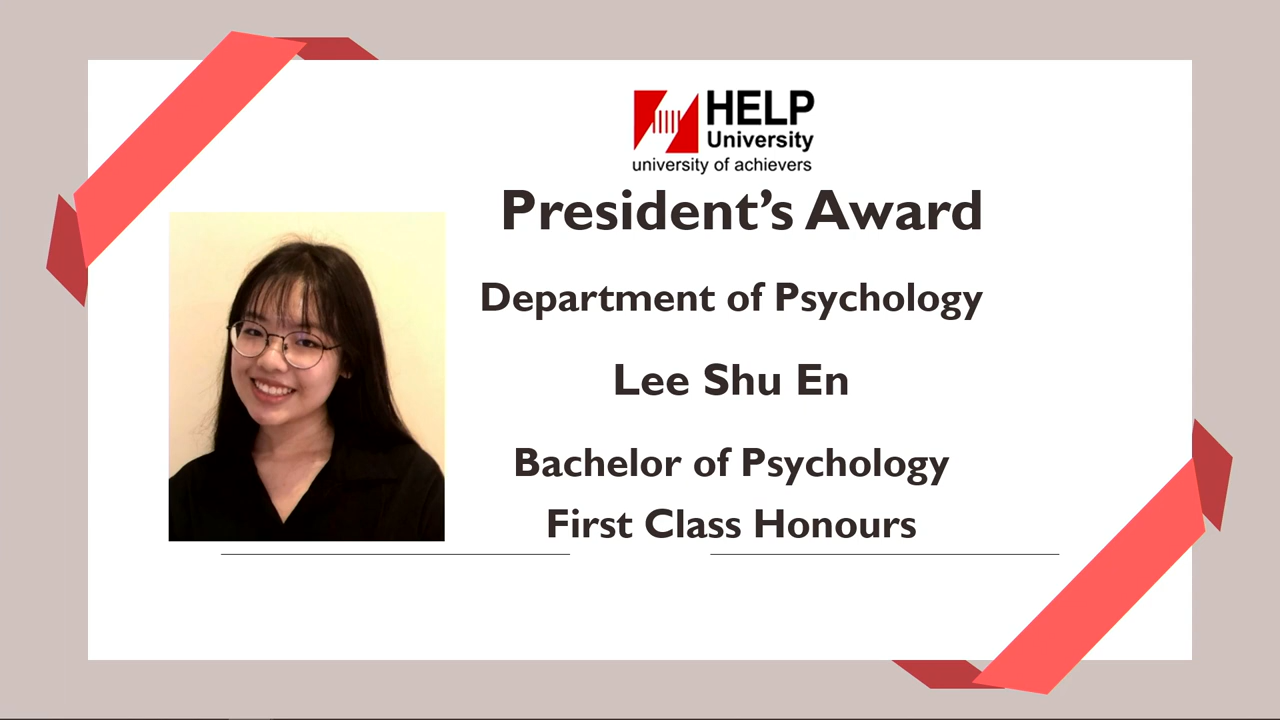 HELP
University
university of achievers
President’s Award
Department of Psychology
Lee Shu En
Bachelor of Psychology
First Class Honours